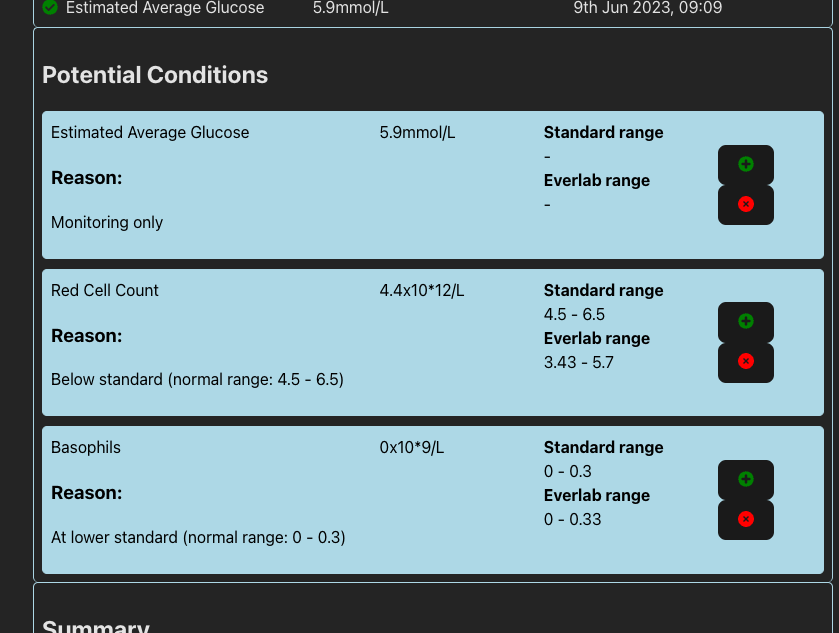 Estimated Average Glucose 5.9mmol/L 9th Jun 2023, 09:09
Potential Conditions
Estimated Average Glucose 5.9mmol/L Standard range
-
Reason: Everlab range
-
Monitoring only
Red Cell Count 4.4x10*12/L Standard range
4.5 - 6.5
Reason: Everlab range
3.43 - 5.7
Below standard (normal range: 4.5 - 6.5)
Basophils 0x10*9/L Standard range
0 - 0.3
Reason: Everlab range
0 - 0.33
At lower standard (normal range: 0 - 0.3)
Summary